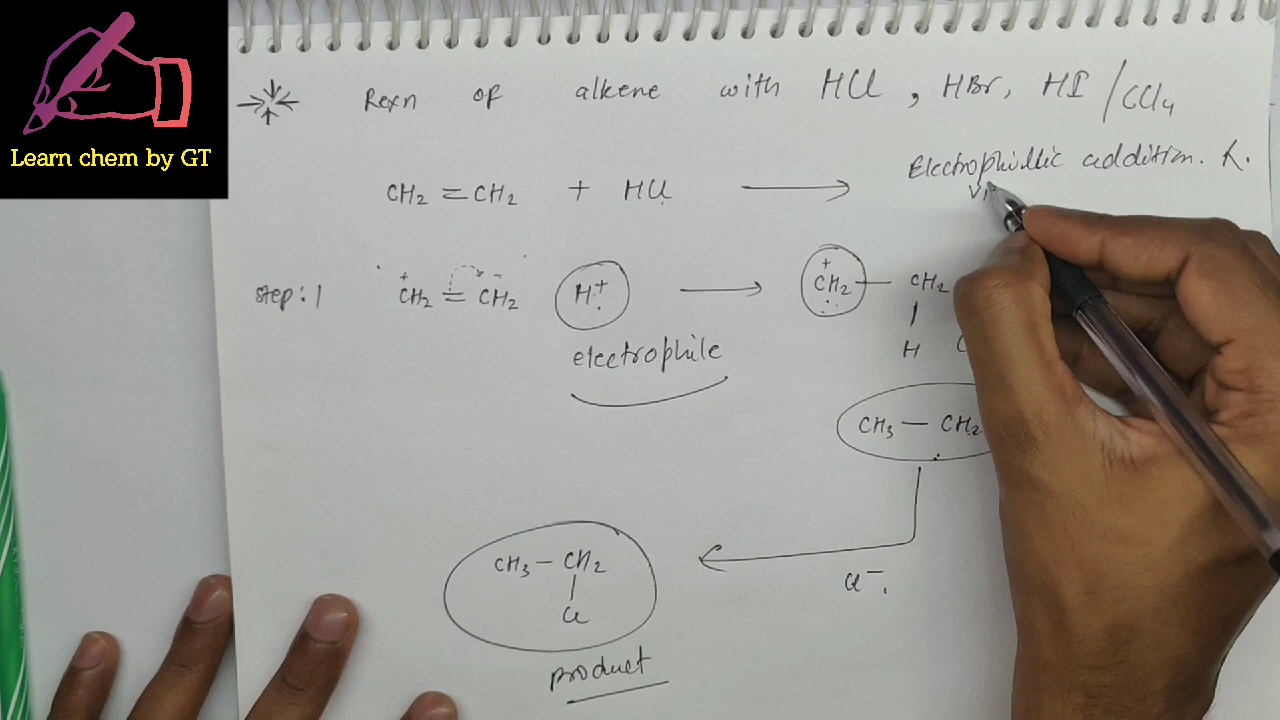 Learn chem by GT
Rexn of alkene with HCl, HBr, HI / CCl4
Electrophillic addition. R.
CH2 = CH2 + HCl
step: 1
+
CH2 = CH2
-
H+
+
CH2 — CH2
H
electrophile
CH3 — CH2
Cl-.
CH3 - CH2
Cl
product